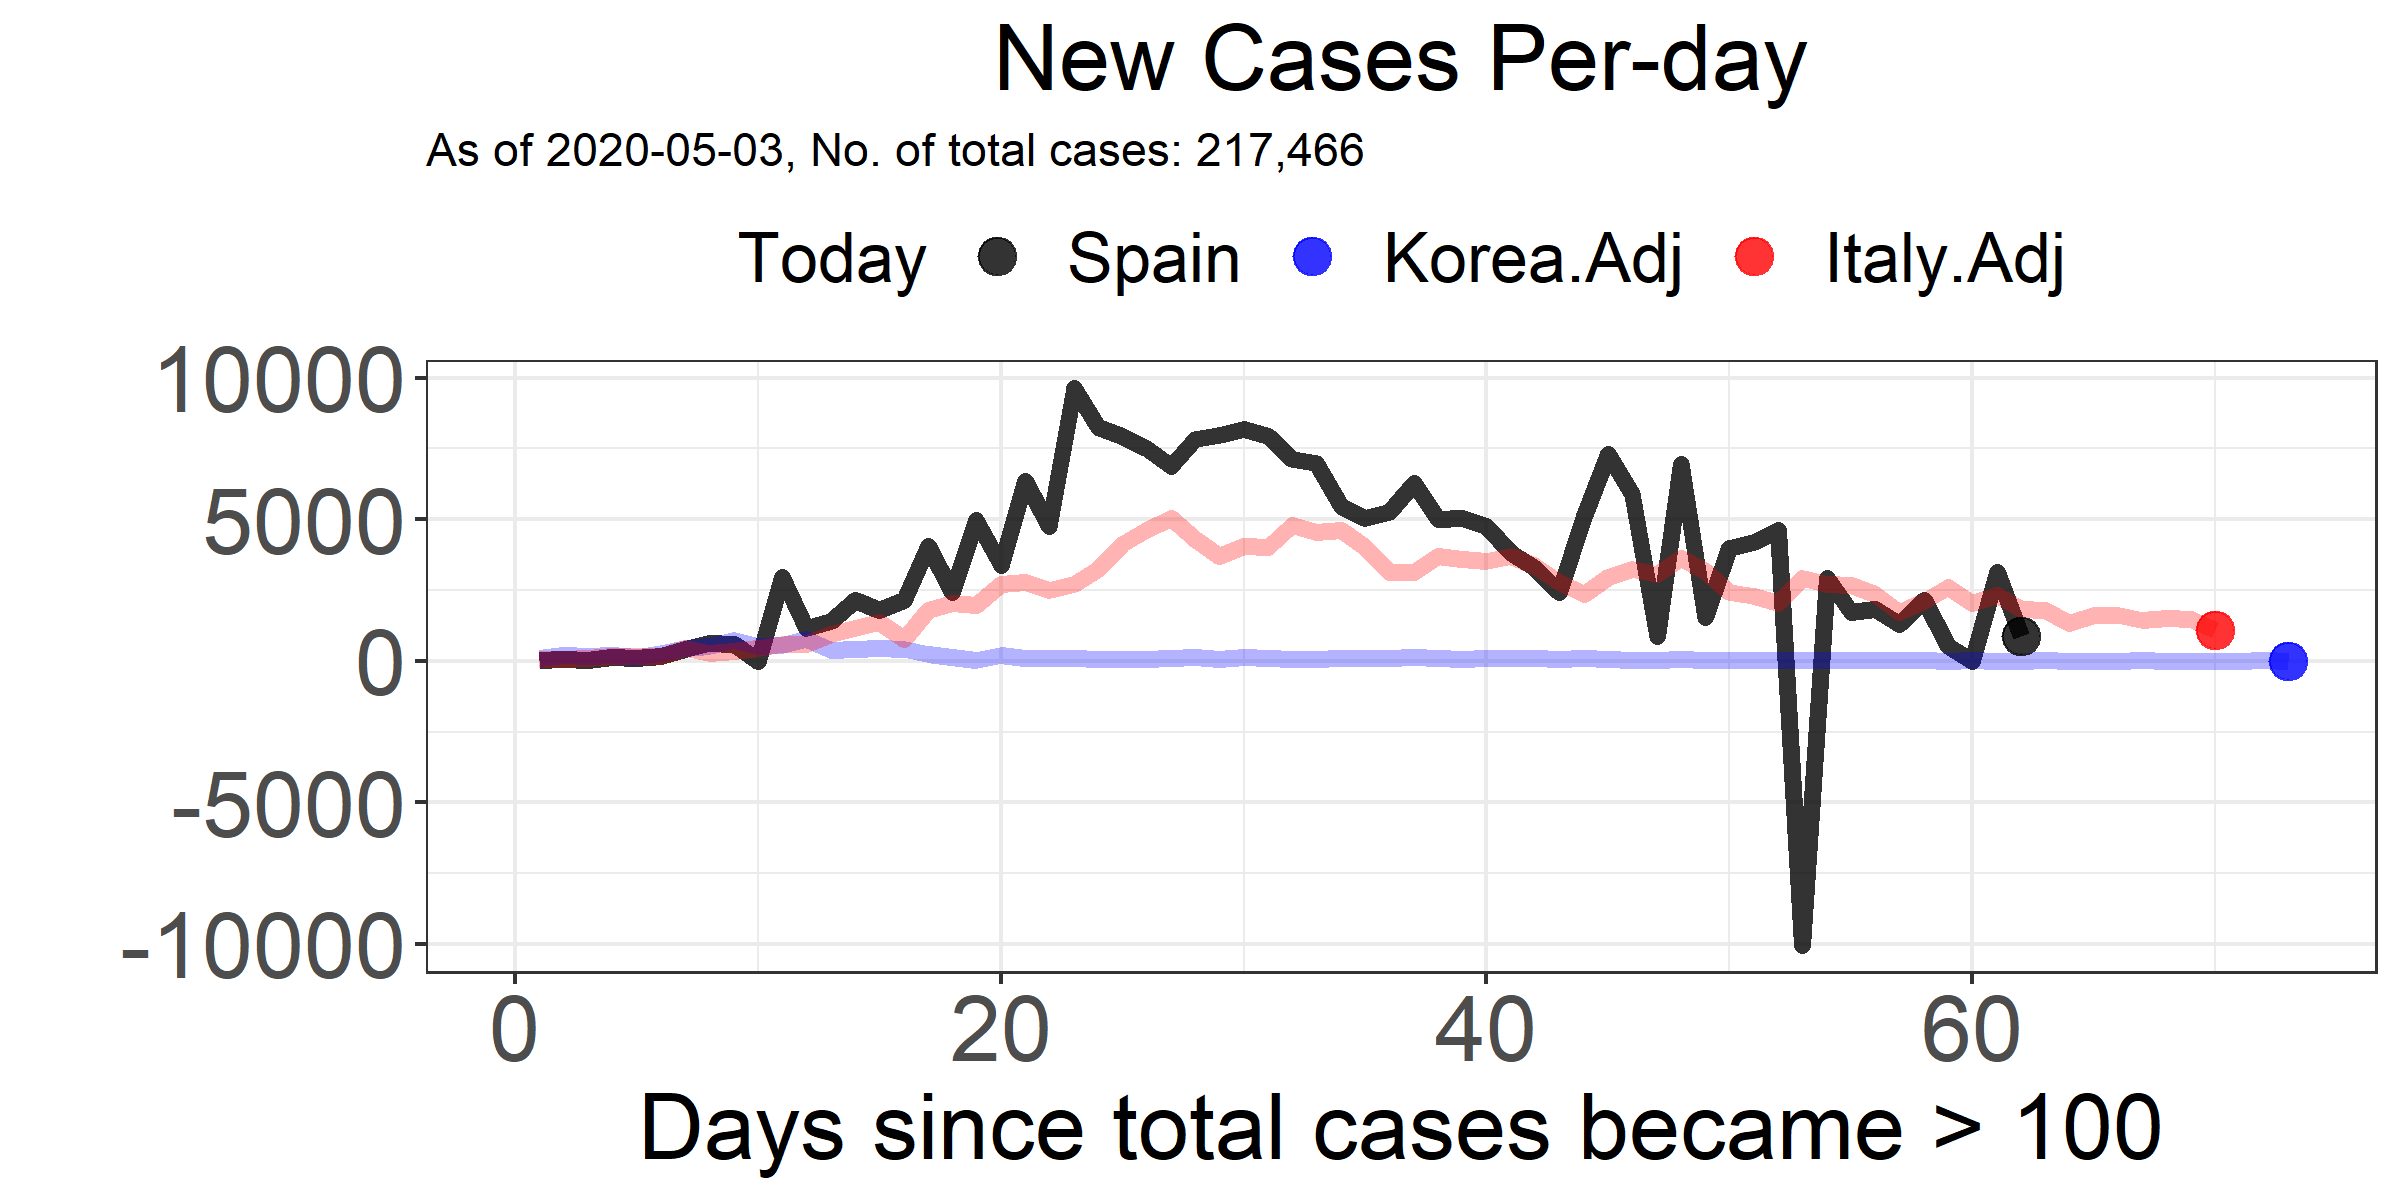 New Cases Per-day
As of 2020-05-03, No. of total cases: 217,466
Today Spain Korea.Adj Italy.Adj
10000
5000
0
-5000
-10000
0 20 40 60
Days since total cases became > 100